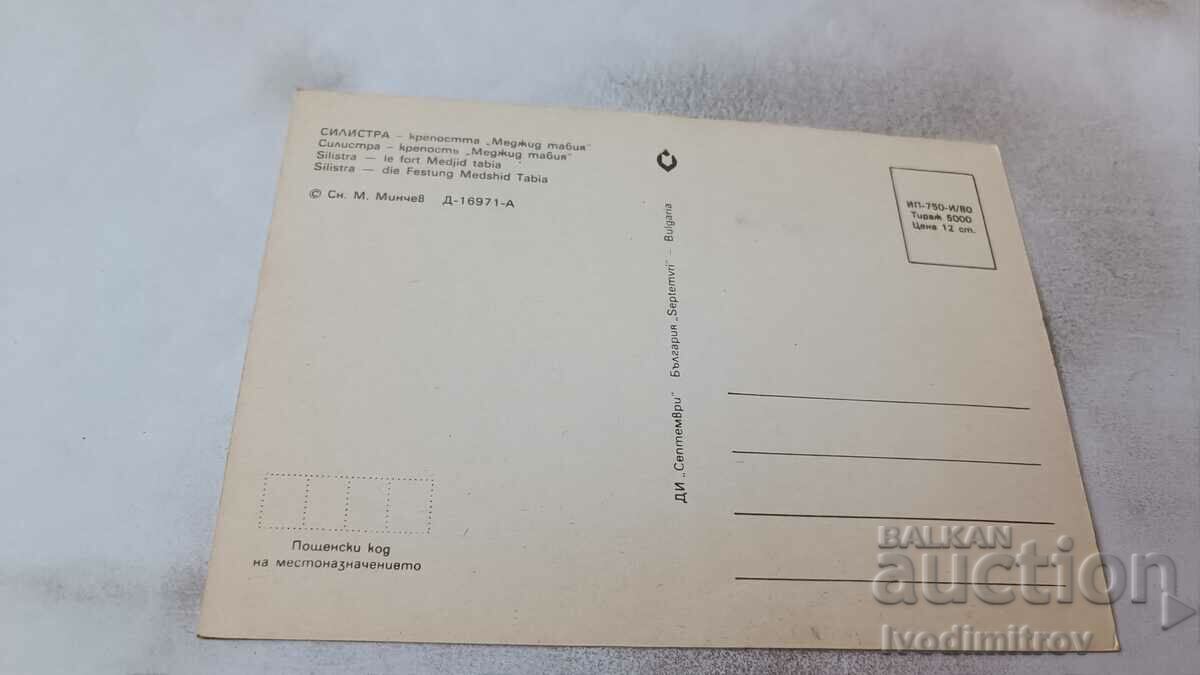 СИЛИСТРА – крепостта „Меджид табия"
Силистра – крепость „Меджид табия"
Silistra — le fort Medjid tabia
Silistra — die Festung Medshid Tabia
© Сн. М. Минчев Д-16971-А
ИП-750-И/80
Тираж 5000
Цена 12 ст.
ДИ „Септември" България „Septemvri" – Bulgaria
Пощенски код
на местоназначението
BALKAN
auction
Ivodimitrov